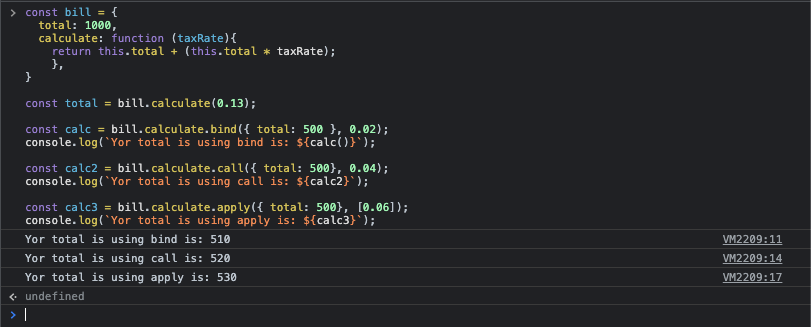 const bill = {
  total: 1000,
  calculate: function (taxRate){
    return this.total + (this.total * taxRate);
    },
}
const total = bill.calculate(0.13);
const calc = bill.calculate.bind({ total: 500 }, 0.02);
console.log(`Yor total is using bind is: ${calc()}`);
const calc2 = bill.calculate.call({ total: 500}, 0.04);
console.log(`Yor total is using call is: ${calc2}`);
const calc3 = bill.calculate.apply({ total: 500}, [0.06]);
console.log(`Yor total is using apply is: ${calc3}`);
Yor total is using bind is: 510 VM2209:11
Yor total is using call is: 520 VM2209:14
Yor total is using apply is: 530 VM2209:17
undefined